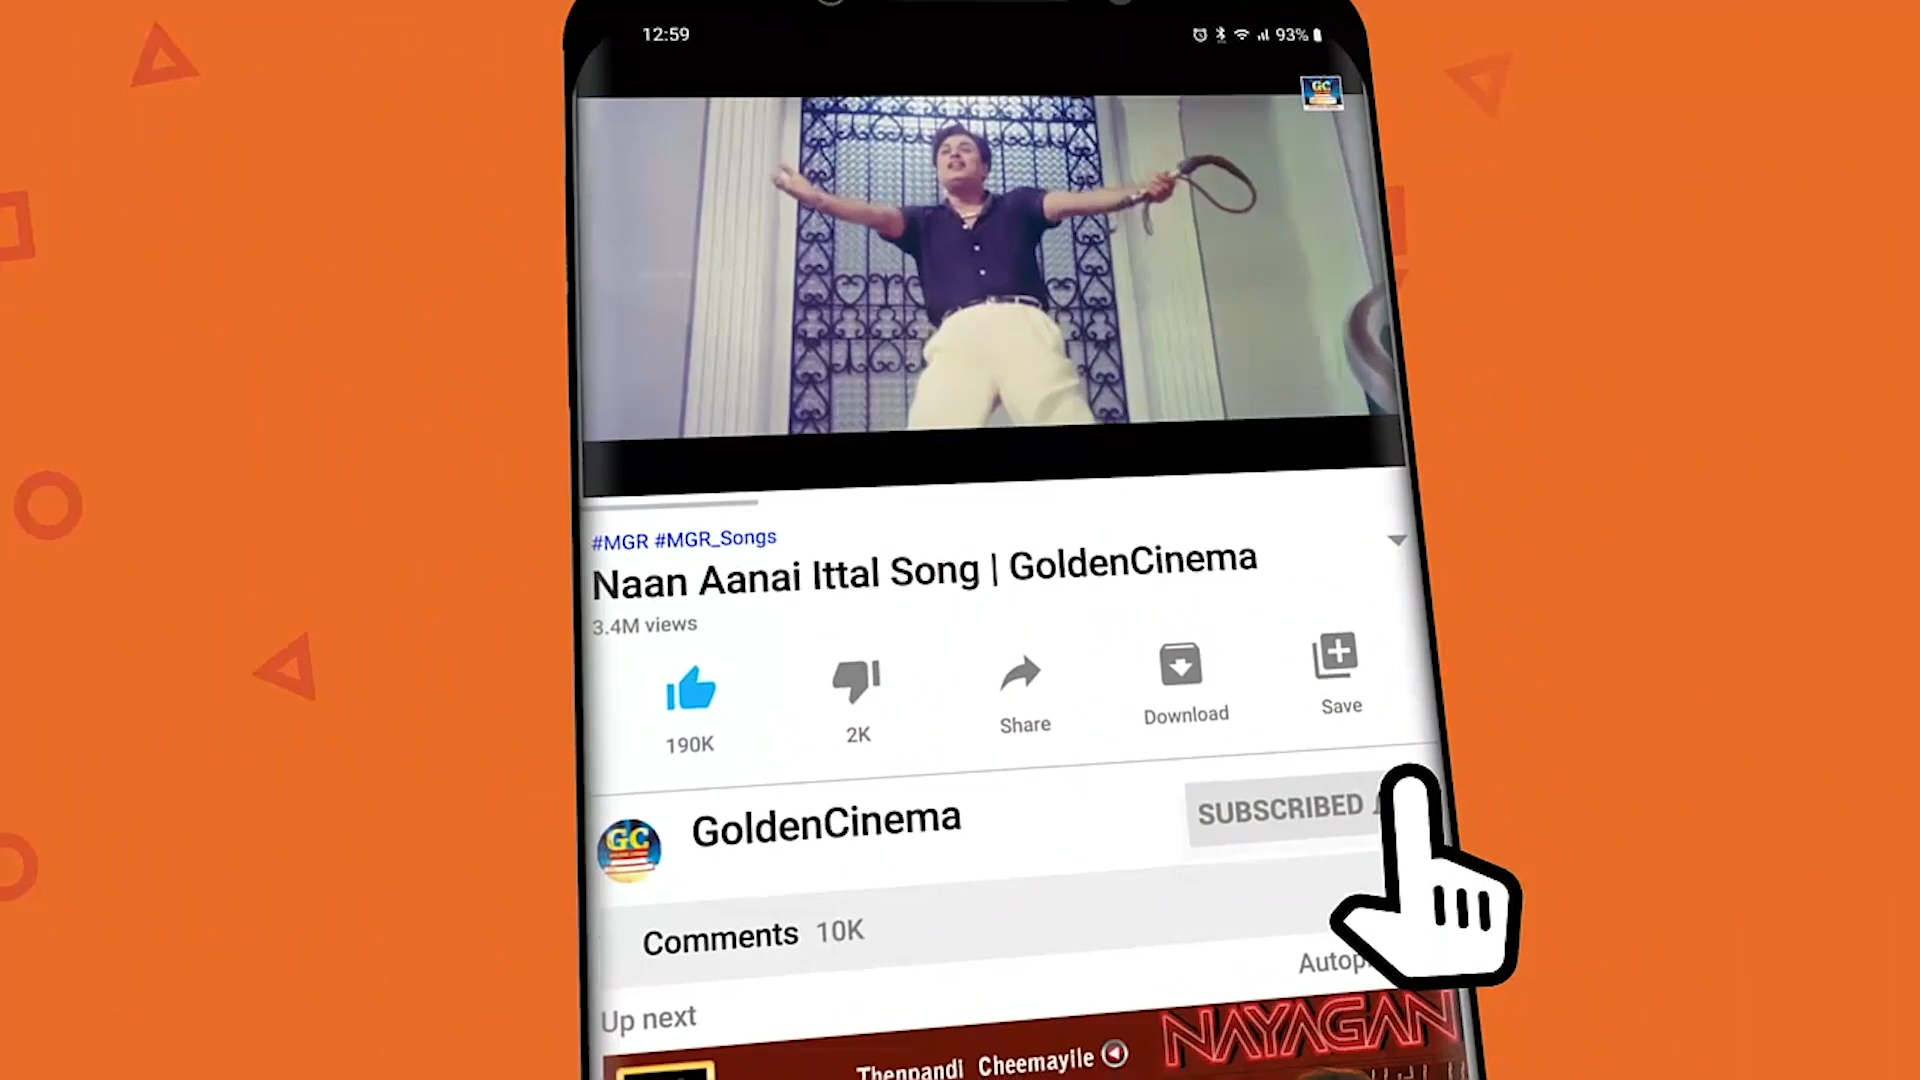 12:59
93%
GC
#MGR #MGR_Songs
Naan Aanai Ittal Song | GoldenCinema
3.4M views
190K
2K
Share
Download
Save
GC
GoldenCinema
SUBSCRIBED
Comments 10K
Up next
Thenpandi Cheemayile
NAYAGAN